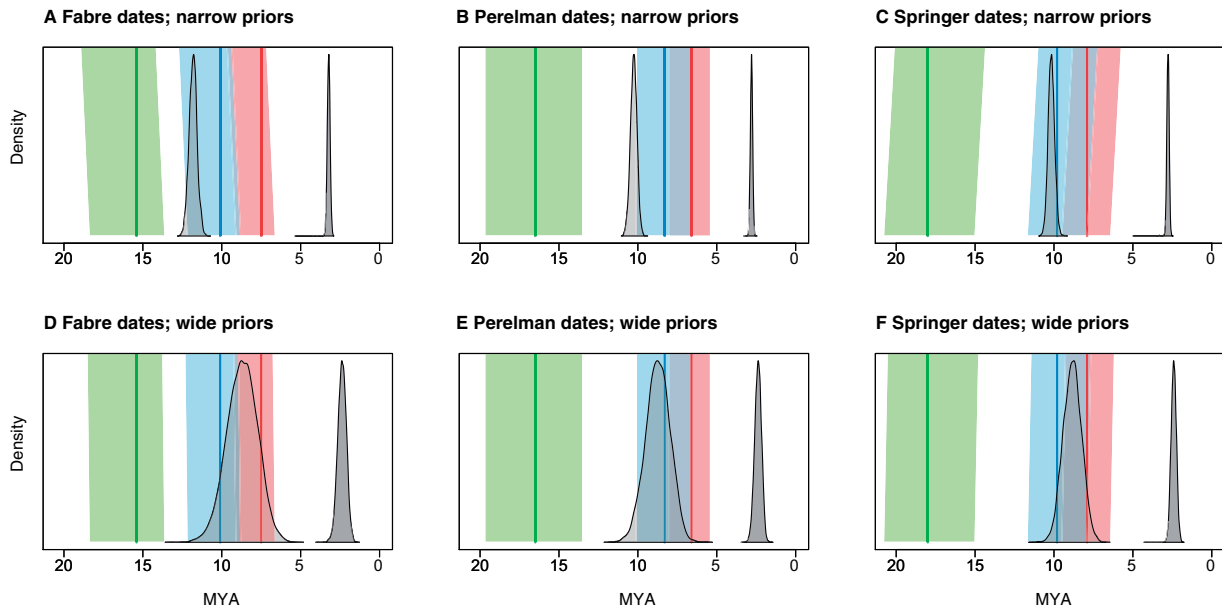 A Fabre dates; narrow priors
B Perelman dates; narrow priors
C Springer dates; narrow priors
Density
20 15 10 5 0
20 15 10 5 0
20 15 10 5 0
D Fabre dates; wide priors
E Perelman dates; wide priors
F Springer dates; wide priors
Density
20 15 10 5 0
20 15 10 5 0
20 15 10 5 0
MYA
MYA
MYA